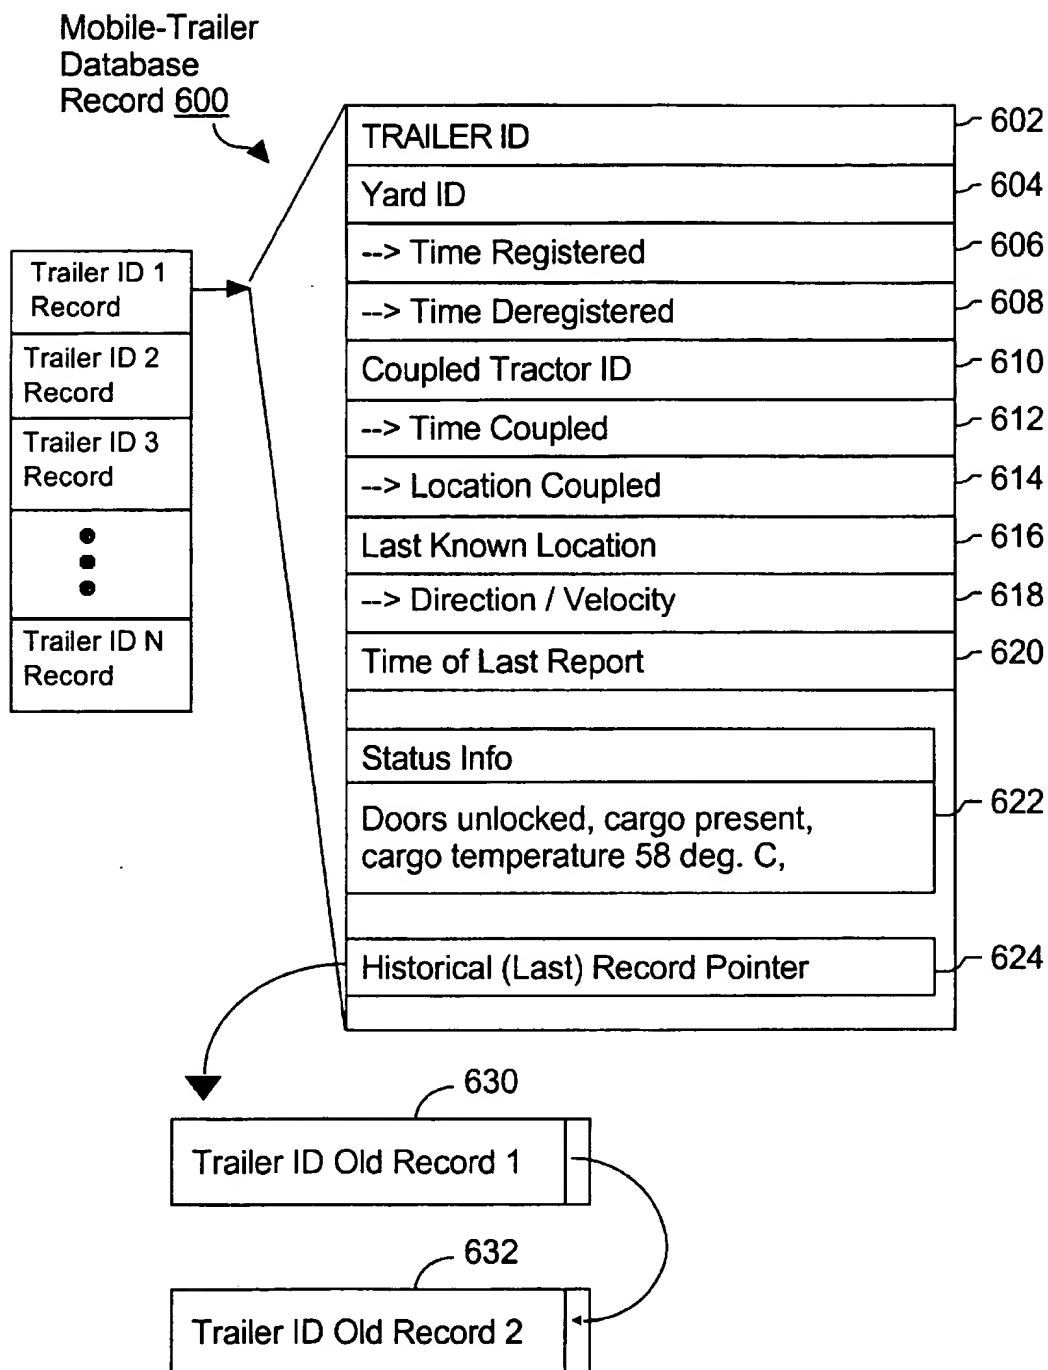 Mobile-Trailer
Database
Record 600
Trailer ID 1
Record
Trailer ID 2
Record
Trailer ID 3
Record
Trailer ID N
Record
TRAILER ID
602
Yard ID
604
--> Time Registered
606
--> Time Deregistered
608
Coupled Tractor ID
610
--> Time Coupled
612
--> Location Coupled
614
Last Known Location
616
--> Direction / Velocity
618
Time of Last Report
620
Status Info
Doors unlocked, cargo present,
cargo temperature 58 deg. C,
622
Historical (Last) Record Pointer
624
630
Trailer ID Old Record 1
632
Trailer ID Old Record 2